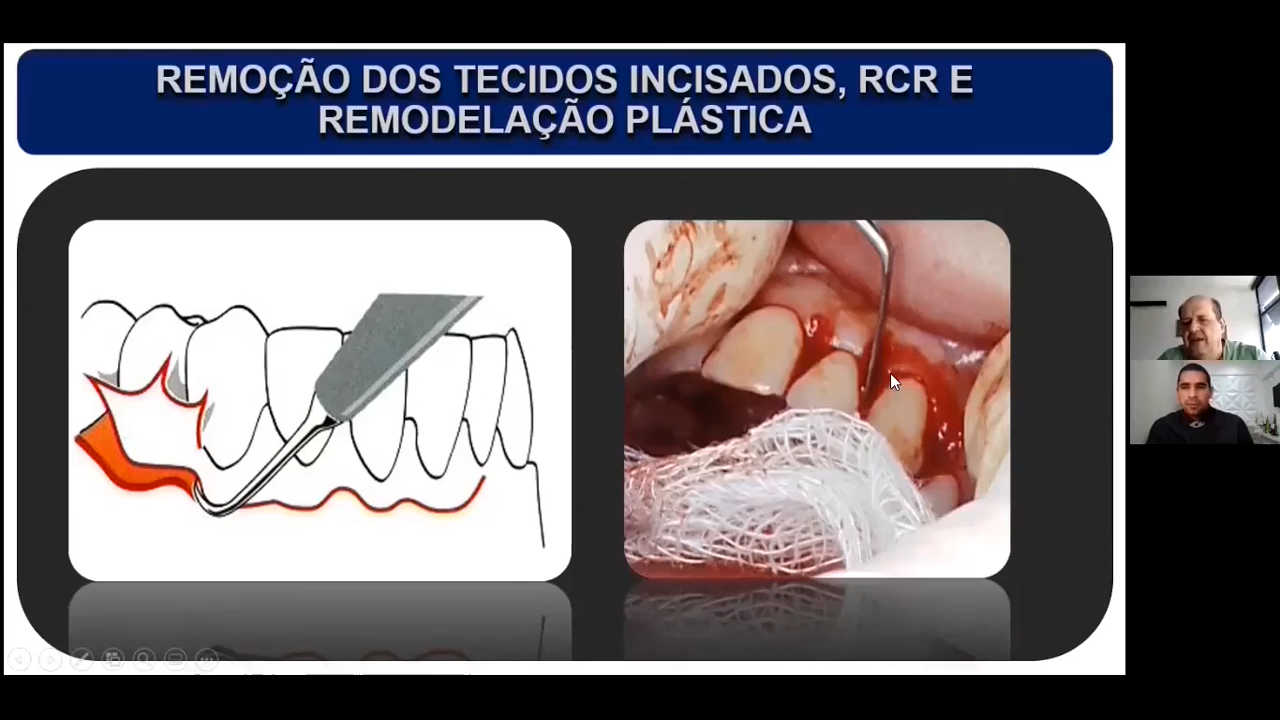 REMOÇÃO DOS TECIDOS INCISADOS, RCR E
REMODELAÇÃO PLÁSTICA